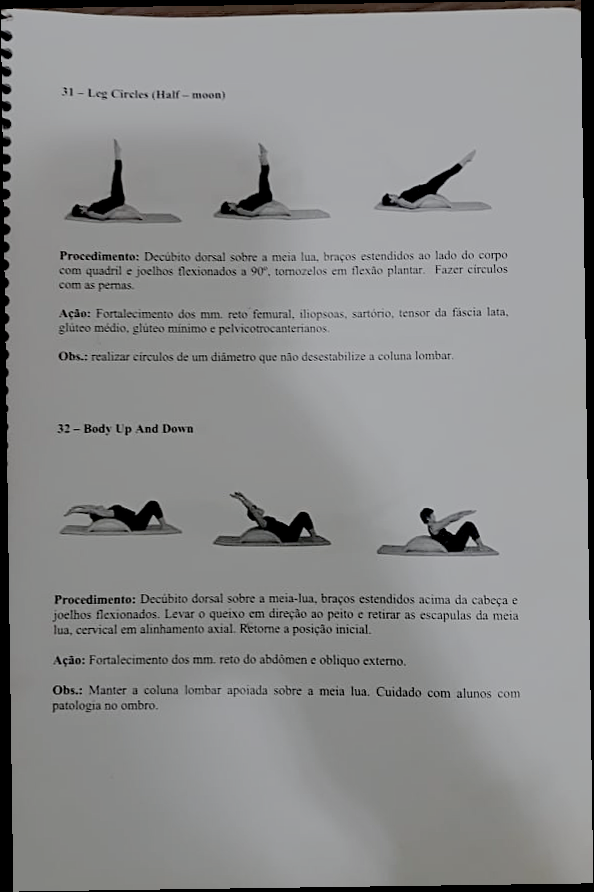 31 – Leg Circles (Half – moon)
Procedimento: Decúbito dorsal sobre a meia lua, braços estendidos ao lado do corpo
com quadril e joelhos flexionados a 90º, tornozelos em flexão plantar. Fazer círculos
com as pernas.
Ação: Fortalecimento dos mm. reto femural, iliopsoas, sartório, tensor da fáscia lata,
glúteo médio, glúteo mínimo e pelvicotrocanterianos.
Obs.: realizar círculos de um diâmetro que não desestabilize a coluna lombar.
32 – Body Up And Down
Procedimento: Decúbito dorsal sobre a meia-lua, braços estendidos acima da cabeça e
joelhos flexionados. Levar o queixo em direção ao peito e retirar as escapulas da meia
lua, cervical em alinhamento axial. Retorne a posição inicial.
Ação: Fortalecimento dos mm. reto do abdômen e obliquo externo.
Obs.: Manter a coluna lombar apoiada sobre a meia lua. Cuidado com alunos com
patologia no ombro.